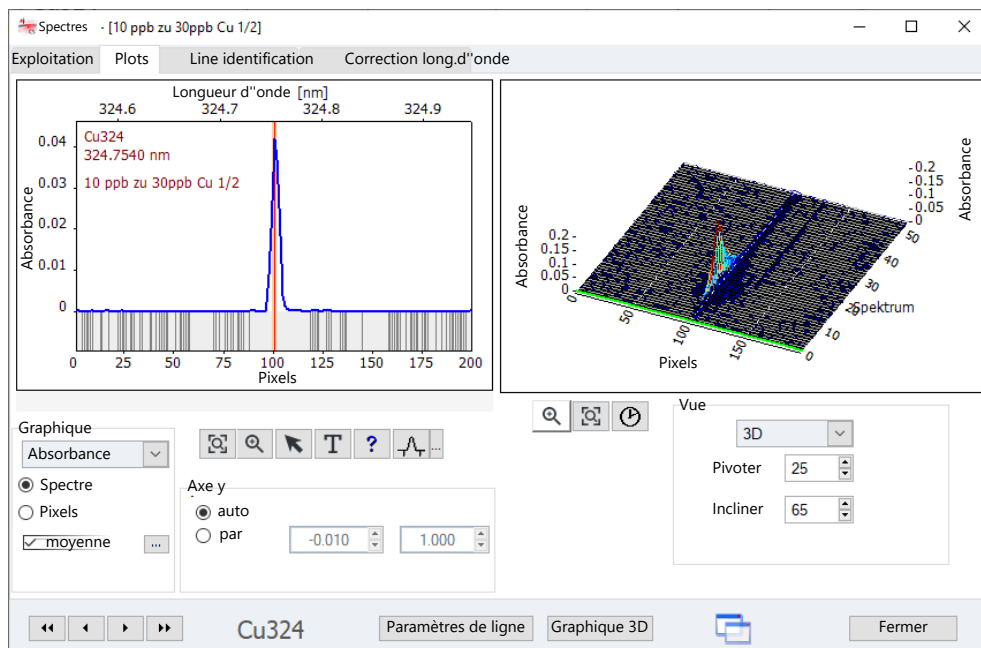 Spectres - [10 ppb zu 30ppb Cu 1/2]
Exploitation Plots Line identification Correction long.d''onde
Longueur d''onde [nm]
324.6 324.7 324.8 324.9
Absorbance
0.04
0.03
0.02
0.01
0
Cu324
324.7540 nm
10 ppb zu 30ppb Cu 1/2
0 25 50 75 100 125 150 175 200
Pixels
Absorbance
0.2
0.15
0.1
0.05
0
0 50 100 150
Pixels
0 10 20 30 40 50
Spektrum
-0.2
-0.15
-0.1
-0.05
-0
Absorbance
Graphique
Absorbance
Spectre
Pixels
moyenne ...
T ? ...
Axe y
auto
par -0.010 1.000
Vue
3D
Pivoter 25
Incliner 65
Cu324 Paramètres de ligne Graphique 3D Fermer